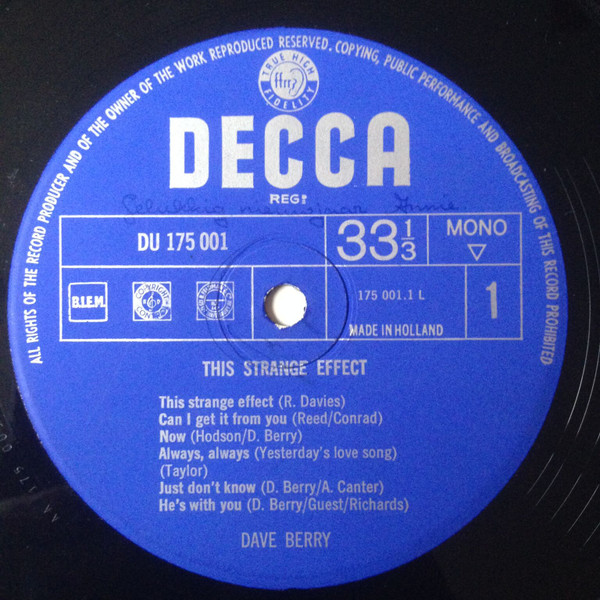 ALL RIGHTS OF THE RECORD PRODUCER AND OF THE OWNER OF THE WORK REPRODUCED RESERVED. COPYING, PUBLIC PERFORMANCE AND BROADCASTING OF THIS RECORD PROHIBITED
TRUE HIGH
ffrr
FIDELITY
DECCA
REGD
DU 175 001
33⅓
MONO
B.I.E.M.
COPYRIGHT
175 001.1 L
1
MADE IN HOLLAND
THIS STRANGE EFFECT
This strange effect (R. Davies)
Can I get it from you (Reed/Conrad)
Now (Hodson/D. Berry)
Always, always (Yesterday's love song)
(Taylor)
Just don't know (D. Berry/A. Canter)
He's with you (D. Berry/Guest/Richards)
DAVE BERRY